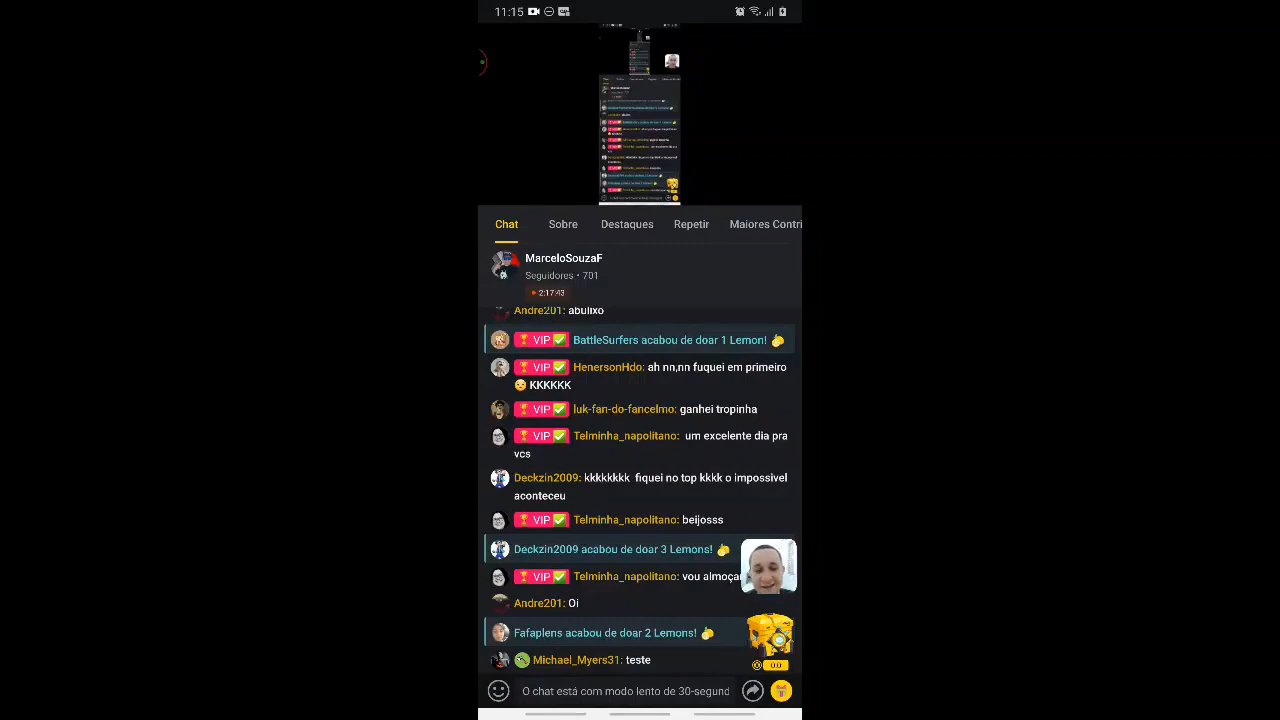 11:15
Chat Sobre Destaques Repetir Maiores Contri
MarceloSouzaF
Seguidores • 701
2:17:43
Andre201: abulixo
VIP BattleSurfers acabou de doar 1 Lemon!
VIP HenersonHdo: ah nn,nn fuquei em primeiro
KKKKKK
VIP luk-fan-do-fancelmo: ganhei tropinha
VIP Telminha_napolitano: um excelente dia pra
vcs
Deckzin2009: kkkkkkkk fiquei no top kkkk o impossivel
aconteceu
VIP Telminha_napolitano: beijosss
Deckzin2009 acabou de doar 3 Lemons!
VIP Telminha_napolitano: vou almoçar
Andre201: Oi
Fafaplens acabou de doar 2 Lemons!
0.0
Michael_Myers31: teste
O chat está com modo lento de 30-segund